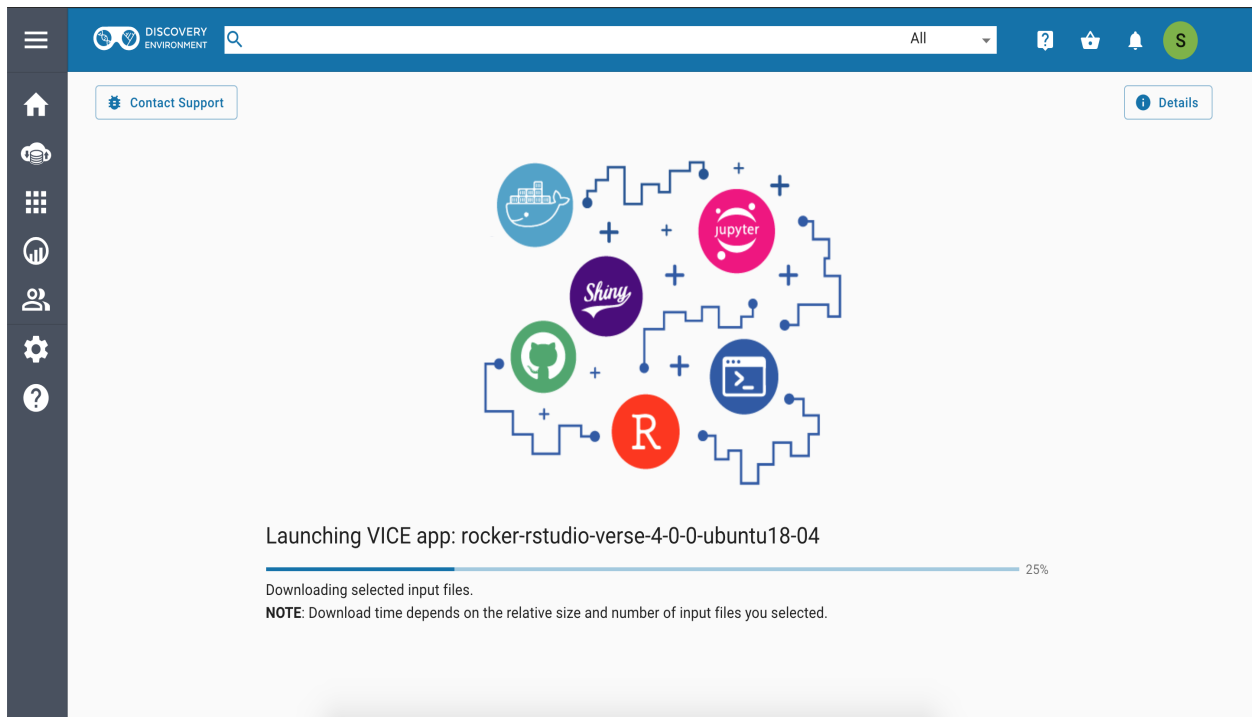 DISCOVERY
ENVIRONMENT
All
S
Contact Support
Details
jupyter
Shiny
R
Launching VICE app: rocker-rstudio-verse-4-0-0-ubuntu18-04
25%
Downloading selected input files.
NOTE: Download time depends on the relative size and number of input files you selected.